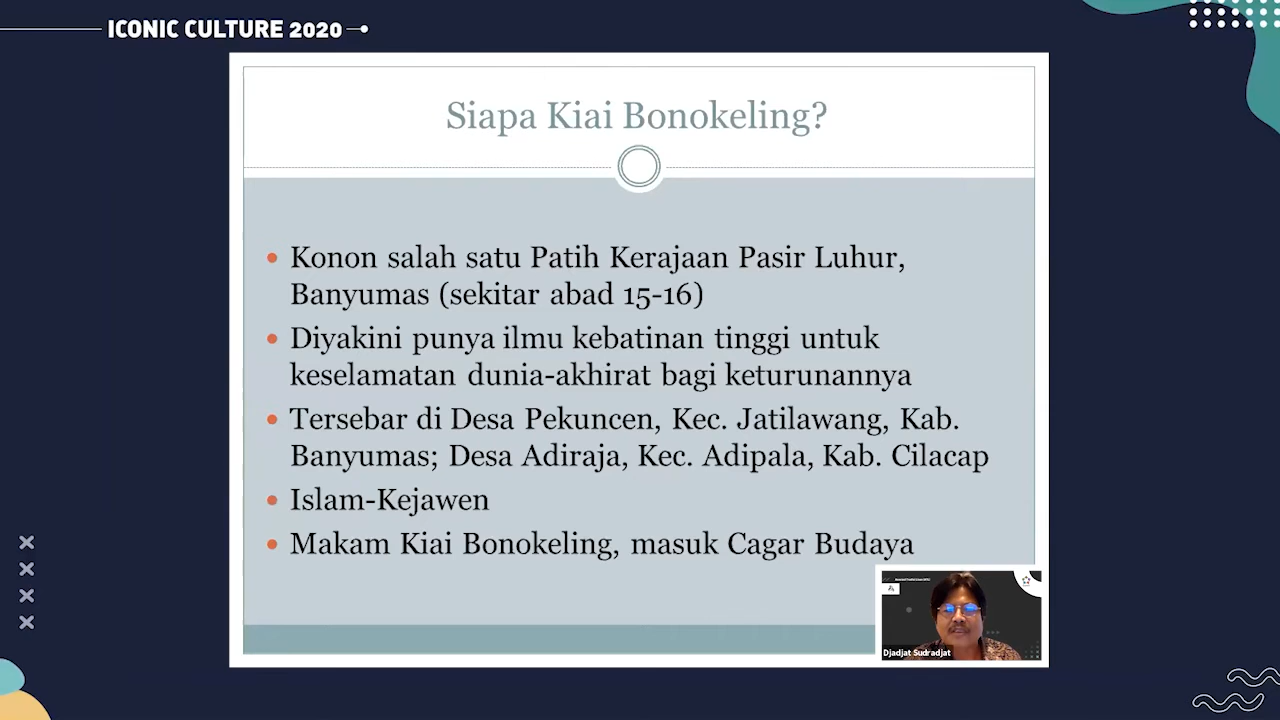 ICONIC CULTURE 2020
Siapa Kiai Bonokeling?
• Konon salah satu Patih Kerajaan Pasir Luhur,
Banyumas (sekitar abad 15-16)
• Diyakini punya ilmu kebatinan tinggi untuk
keselamatan dunia-akhirat bagi keturunannya
• Tersebar di Desa Pekuncen, Kec. Jatilawang, Kab.
Banyumas; Desa Adiraja, Kec. Adipala, Kab. Cilacap
• Islam-Kejawen
• Makam Kiai Bonokeling, masuk Cagar Budaya
Djadjat Sudradjat